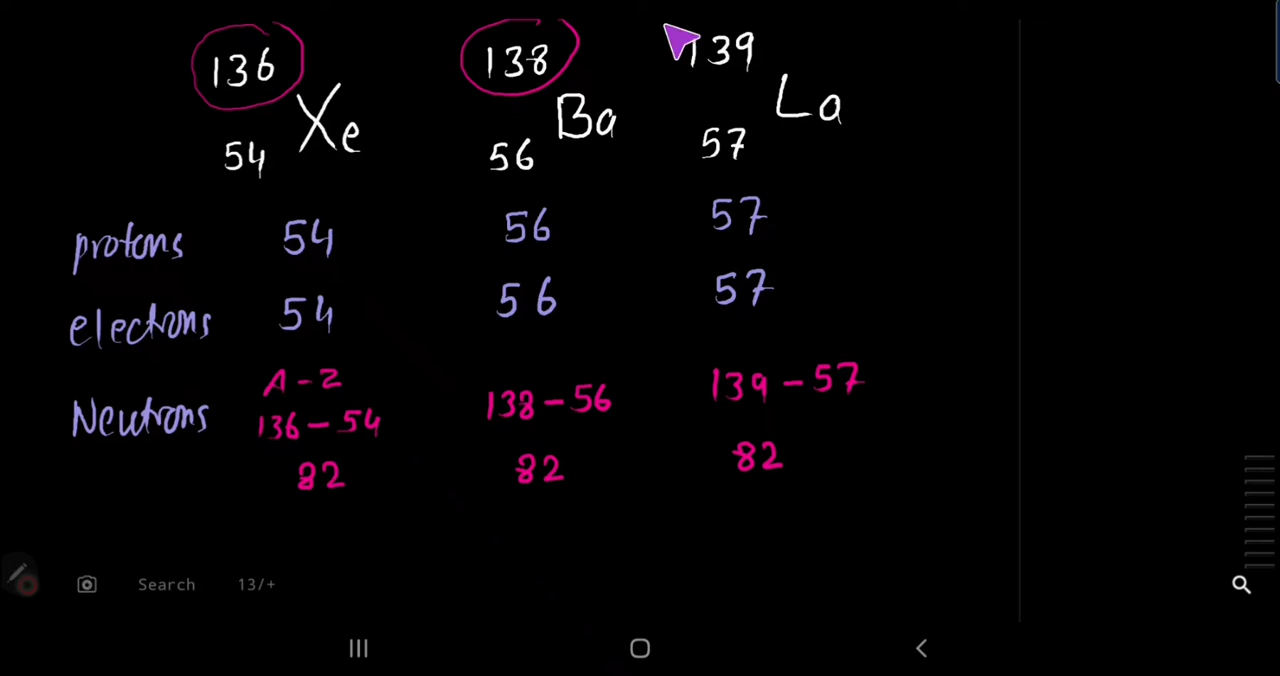 136 Xe 138 Ba 139 La
54 56 57
protons 54 56 57
electrons 54 56 57
A - Z
Neutrons 136 - 54 138 - 56 139 - 57
82 82 82
Search 13/+